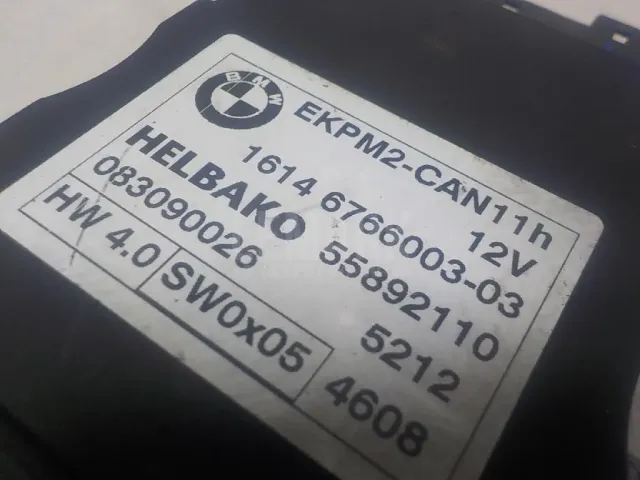 BMW
EKPM2-CAN11h
1614 6766003-03 12V
HELBAKO 55892110
083090026 5212
HW 4.0 SW0x05 4608